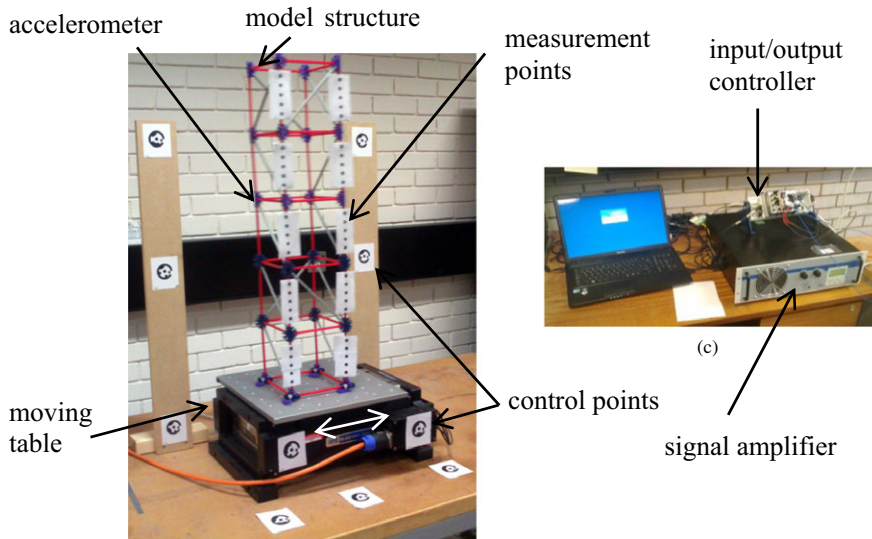 accelerometer
model structure
measurement
points
input/output
controller
(c)
moving
table
control points
signal amplifier